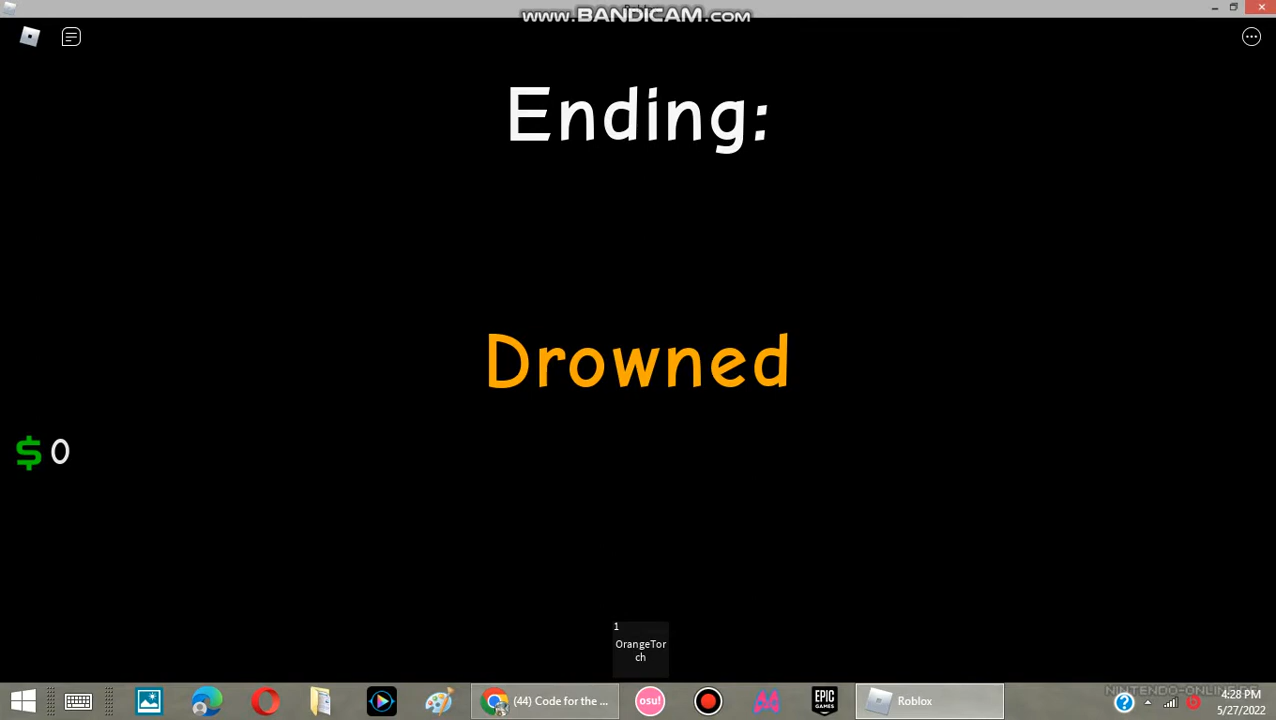 www.BANDICAM.com
Ending:
Drowned
$ 0
1
OrangeTor
ch
(44) Code for the ...
osu!
EPIC
GAMES
Roblox
4:28 PM
5/27/2022